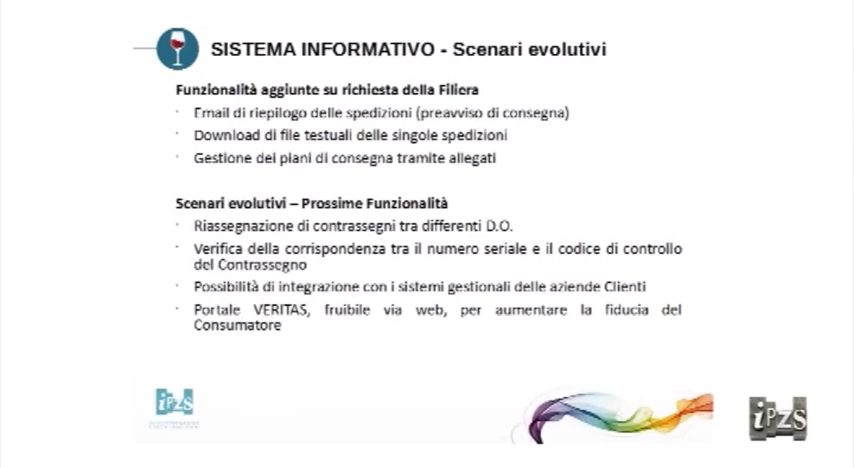 SISTEMA INFORMATIVO - Scenari evolutivi
Funzionalità aggiunte su richiesta della Filiera
Email di riepilogo delle spedizioni (preavviso di consegna)
Download di file testuali delle singole spedizioni
Gestione dei piani di consegna tramite allegati
Scenari evolutivi – Prossime Funzionalità
Riassegnazione di contrassegni tra differenti D.O.
Verifica della corrispondenza tra il numero seriale e il codice di controllo
del Contrassegno
Possibilità di integrazione con i sistemi gestionali delle aziende Clienti
Portale VERITAS, fruibile via web, per aumentare la fiducia del
Consumatore
iPZS
iPZS